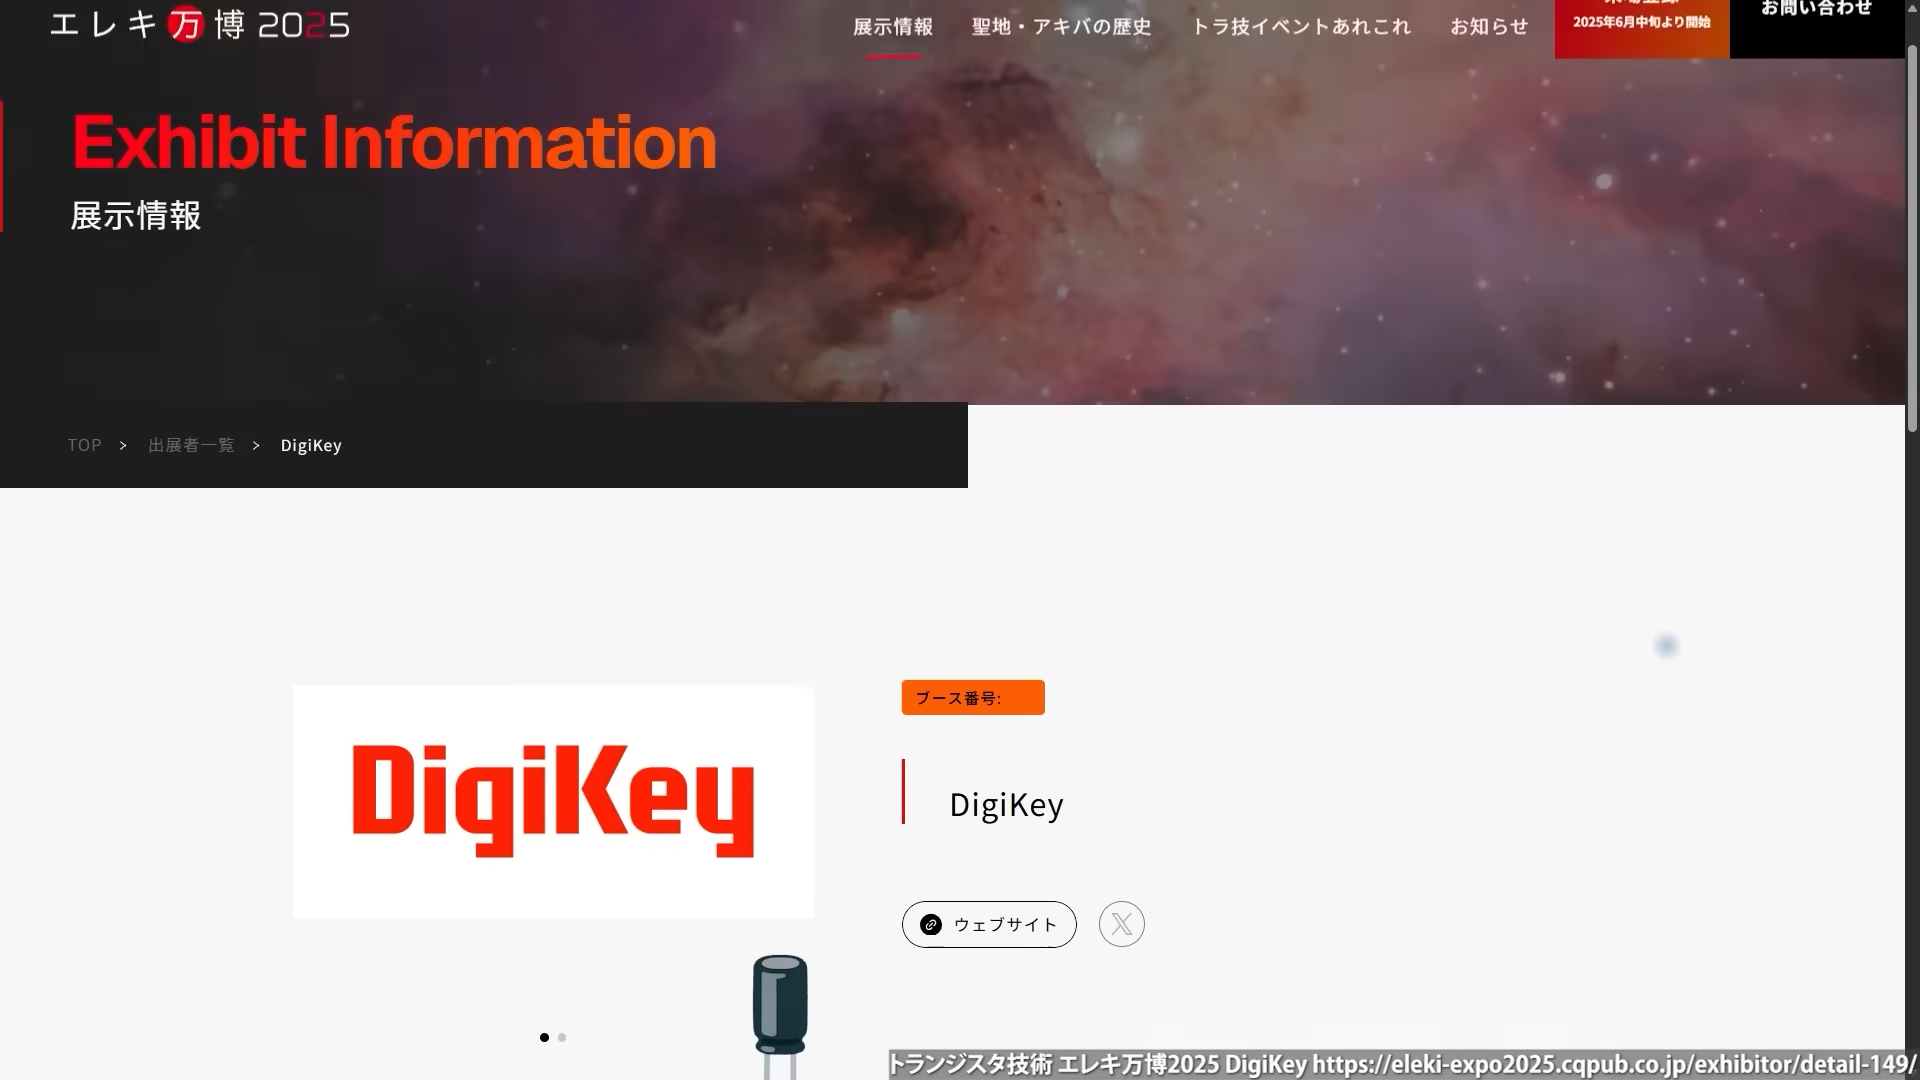 エレキ万博 2025
展示情報
聖地・アキバの歴史
トラ技イベントあれこれ
お知らせ
2025年6月中旬より開始
お問い合わせ
Exhibit Information
展示情報
TOP > 出展者一覧 > DigiKey
DigiKey
ブース番号:
DigiKey
ウェブサイト
X
トランジスタ技術 エレキ万博2025 DigiKey https://eleki-expo2025.cqpub.co.jp/exhibitor/detail-149/